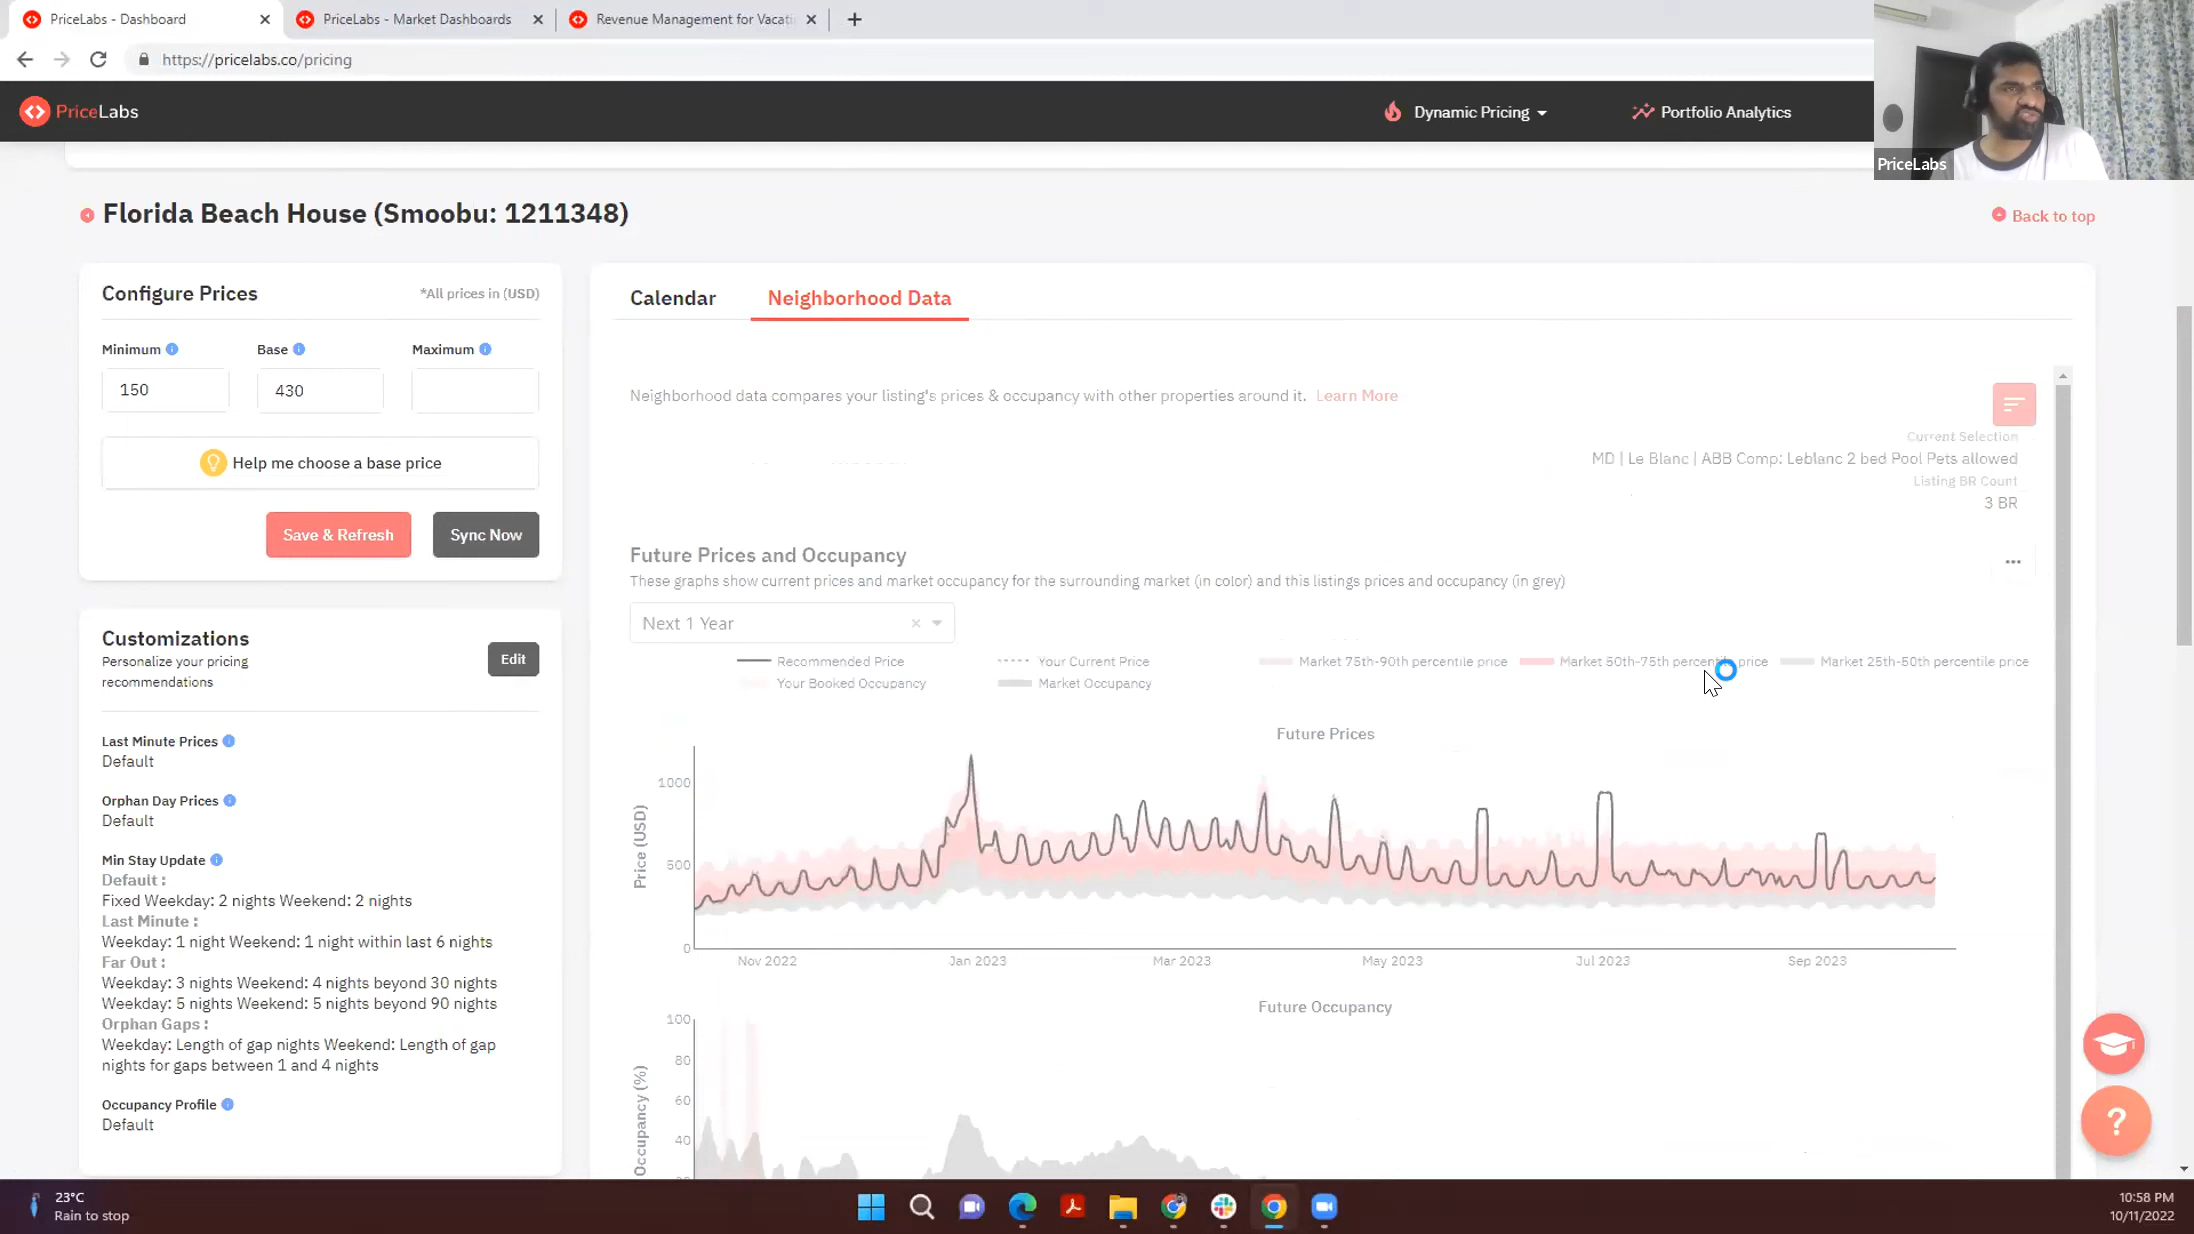 PriceLabs - Dashboard
PriceLabs - Market Dashboards
Revenue Management for Vacati
https://pricelabs.co/pricing
PriceLabs
Dynamic Pricing
Portfolio Analytics
PriceLabs
Florida Beach House (Smoobu: 1211348)
Back to top
Configure Prices
*All prices in (USD)
Minimum
Base
Maximum
150
430
Help me choose a base price
Save & Refresh
Sync Now
Customizations
Personalize your pricing
recommendations
Edit
Last Minute Prices
Default
Orphan Day Prices
Default
Min Stay Update
Default :
Fixed Weekday: 2 nights Weekend: 2 nights
Last Minute :
Weekday: 1 night Weekend: 1 night within last 6 nights
Far Out :
Weekday: 3 nights Weekend: 4 nights beyond 30 nights
Weekday: 5 nights Weekend: 5 nights beyond 90 nights
Orphan Gaps :
Weekday: Length of gap nights Weekend: Length of gap
nights for gaps between 1 and 4 nights
Occupancy Profile
Default
Calendar
Neighborhood Data
Neighborhood data compares your listing's prices & occupancy with other properties around it. Learn More
Current Selection
MD | Le Blanc | ABB Comp: Leblanc 2 bed Pool Pets allowed
Listing BR Count
3 BR
Future Prices and Occupancy
These graphs show current prices and market occupancy for the surrounding market (in color) and this listings prices and occupancy (in grey)
Next 1 Year
Recommended Price
Your Current Price
Market 75th-90th percentile price
Market 50th-75th percentile price
Market 25th-50th percentile price
Your Booked Occupancy
Market Occupancy
Future Prices
Price (USD)
1000
500
0
Nov 2022
Jan 2023
Mar 2023
May 2023
Jul 2023
Sep 2023
Future Occupancy
Occupancy (%)
100
80
60
40
?
23°C
Rain to stop
10:58 PM
10/11/2022